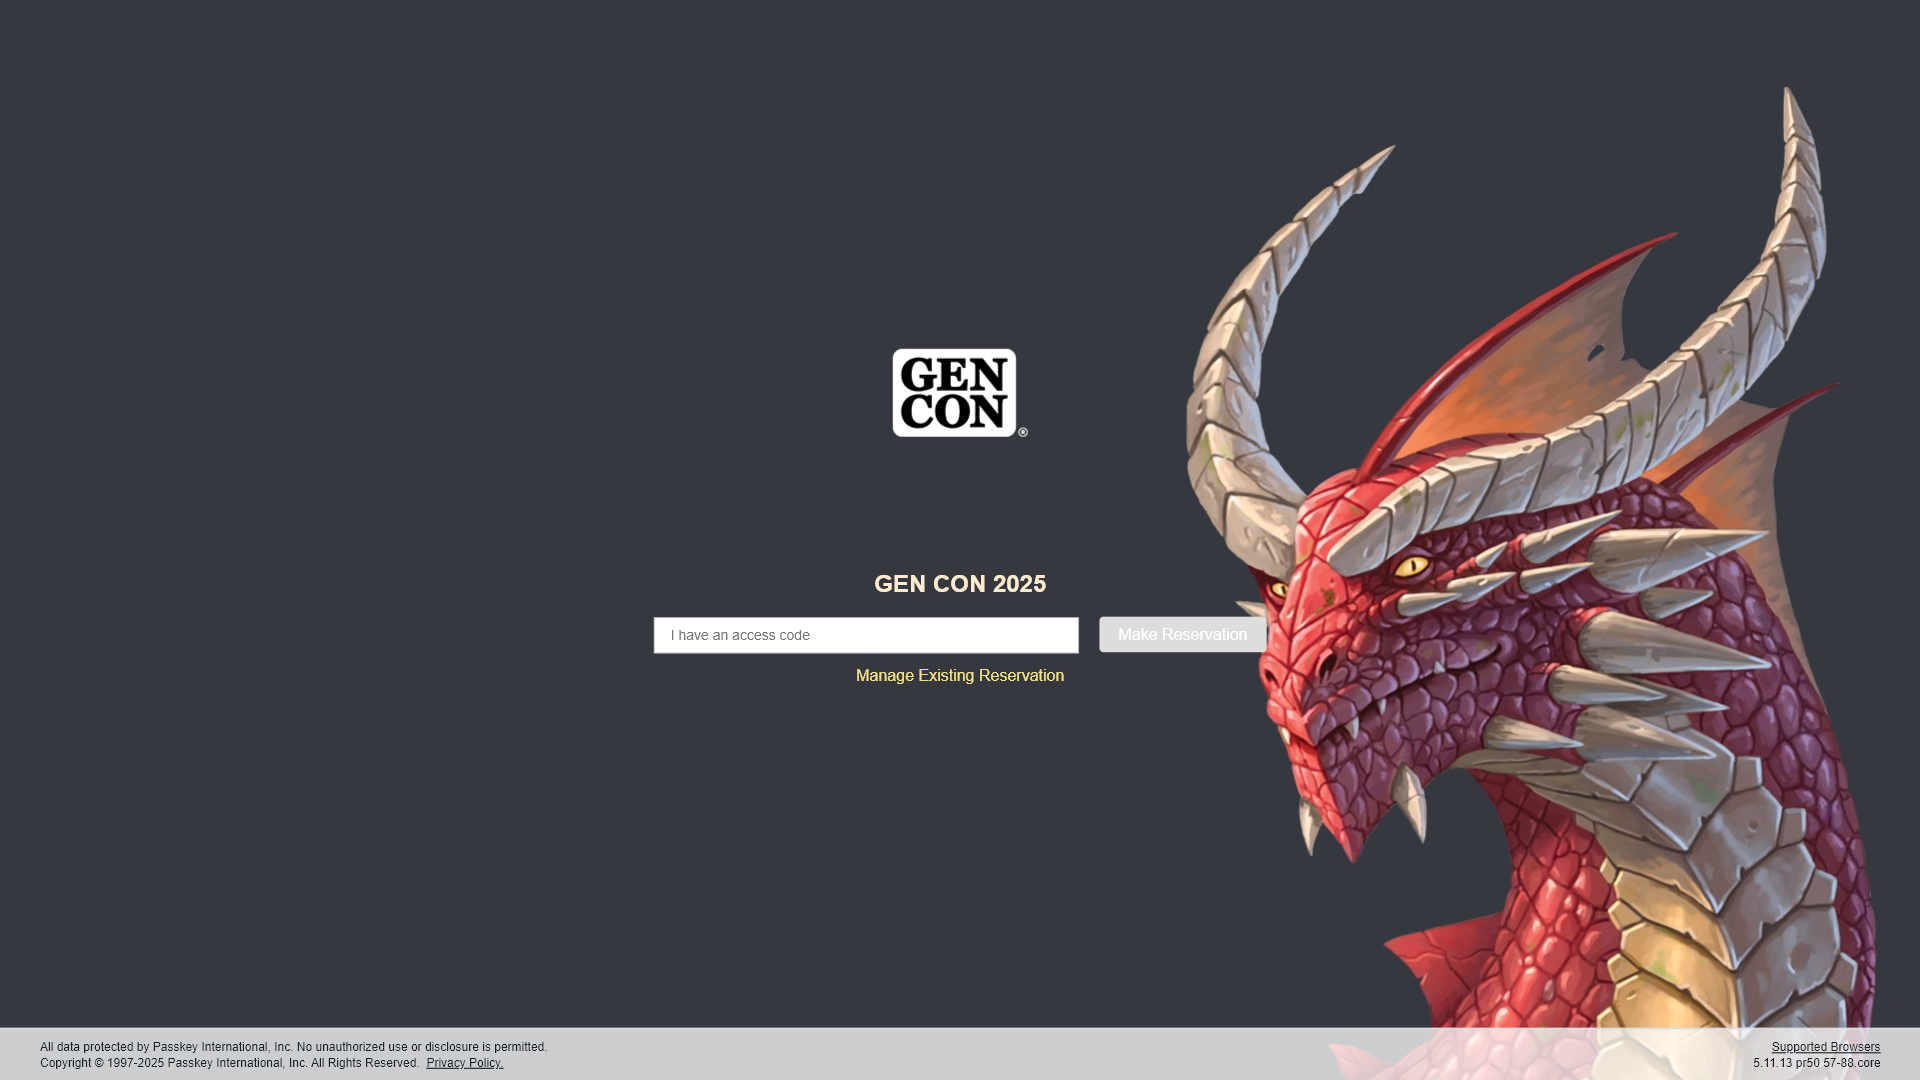 GEN
CON®
GEN CON 2025
I have an access code
Make Reservation
Manage Existing Reservation
All data protected by Passkey International, Inc. No unauthorized use or disclosure is permitted.
Copyright © 1997-2025 Passkey International, Inc. All Rights Reserved. Privacy Policy.
Supported Browsers
5.11.13 pr50 57-88.core